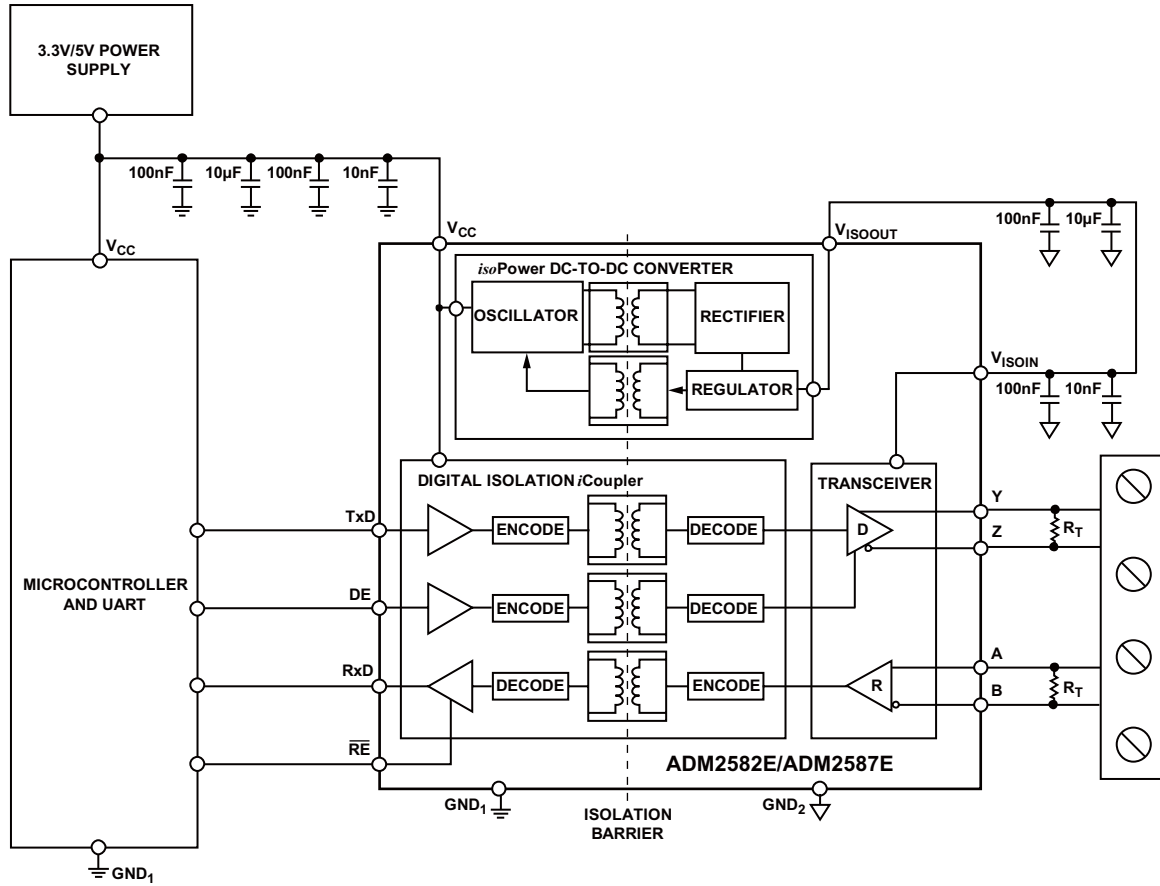 3.3V/5V POWER
SUPPLY
100nF
10µF
100nF
10nF
VCC
VCC
VISOOUT
100nF
10µF
isoPower DC-TO-DC CONVERTER
OSCILLATOR
RECTIFIER
REGULATOR
VISOIN
100nF
10nF
DIGITAL ISOLATION iCoupler
TRANSCEIVER
TxD
ENCODE
DECODE
D
Y
Z
RT
MICROCONTROLLER
AND UART
DE
ENCODE
DECODE
RxD
DECODE
ENCODE
R
A
B
RT
R̅E̅
ADM2582E/ADM2587E
GND1
ISOLATION
BARRIER
GND2
GND1